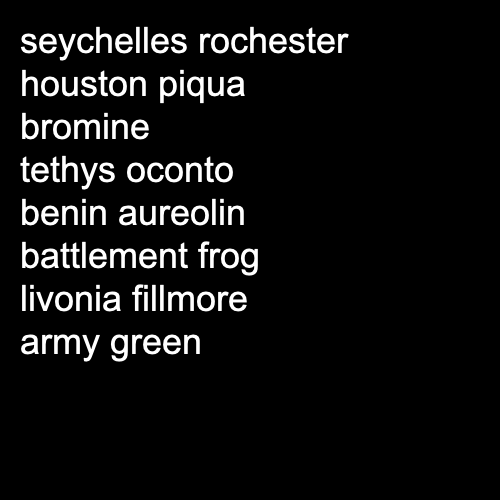 seychelles rochester
houston piqua
bromine
tethys oconto
benin aureolin
battlement frog
livonia fillmore
army green